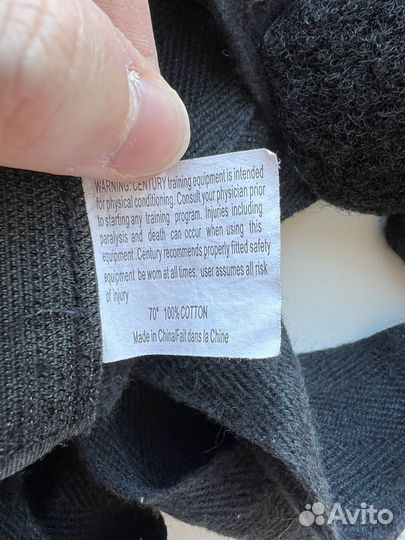 WARNING: CENTURY training equipment is intended
for physical conditioning. Consult your physician prior
to starting any training program. Injuries including
paralysis and death can occur when using this
equipment. Century recommends properly fitted safety
equipment be worn at all times, user assumes all risk
of injury
70" 100% COTTON
Made in China/Fait dans la Chine
Avito